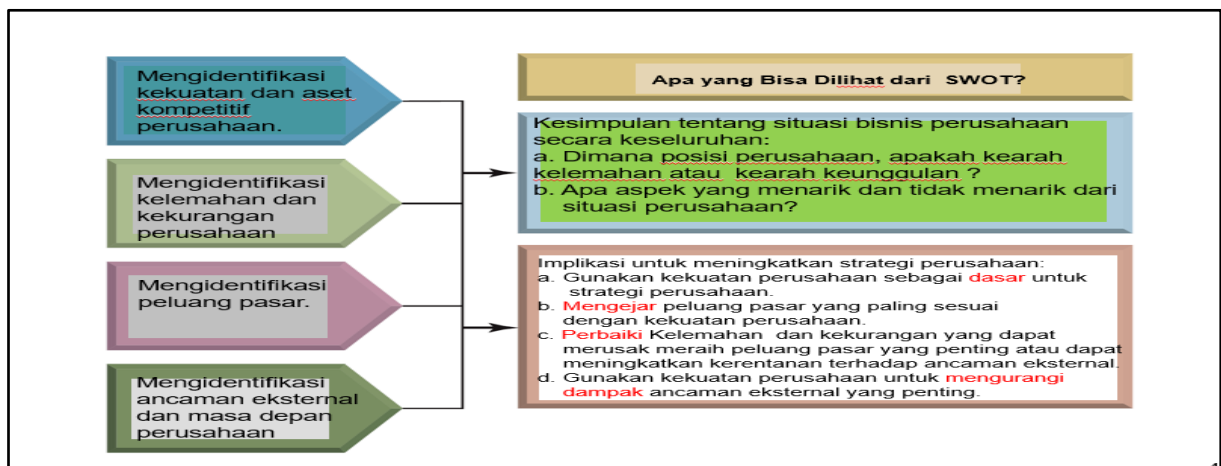 Mengidentifikasi
kekuatan dan aset
kompetitif
perusahaan.
Mengidentifikasi
kelemahan dan
kekurangan
perusahaan
Mengidentifikasi
peluang pasar.
Mengidentifikasi
ancaman eksternal
dan masa depan
perusahaan
Apa yang Bisa Dilihat dari SWOT?
Kesimpulan tentang situasi bisnis perusahaan
secara keseluruhan:
a. Dimana posisi perusahaan, apakah kearah
kelemahan atau kearah keunggulan ?
b. Apa aspek yang menarik dan tidak menarik dari
situasi perusahaan?
Implikasi untuk meningkatkan strategi perusahaan:
a. Gunakan kekuatan perusahaan sebagai dasar untuk
strategi perusahaan.
b. Mengejar peluang pasar yang paling sesuai
dengan kekuatan perusahaan.
c. Perbaiki Kelemahan dan kekurangan yang dapat
merusak meraih peluang pasar yang penting atau dapat
meningkatkan kerentanan terhadap ancaman eksternal.
d. Gunakan kekuatan perusahaan untuk mengurangi
dampak ancaman eksternal yang penting.